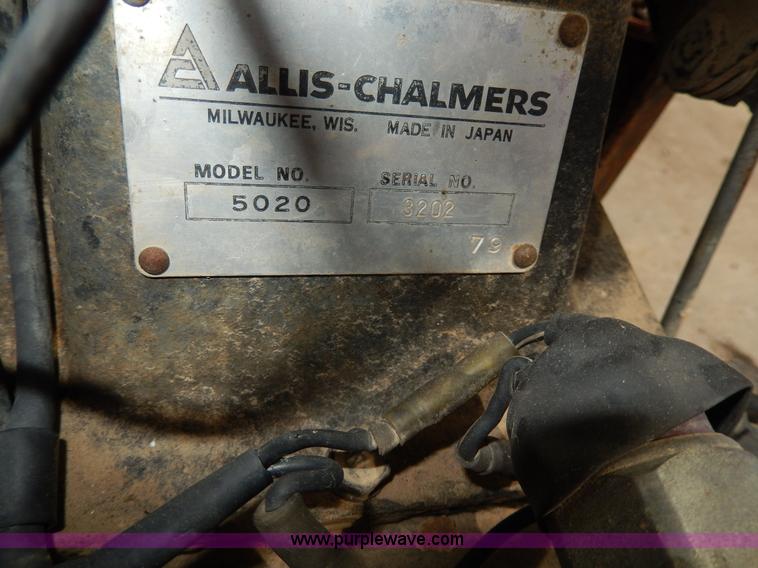 ALLIS-CHALMERS
MILWAUKEE, WIS. MADE IN JAPAN
MODEL NO. SERIAL NO.
5020 3202
79
www.purplewave.com